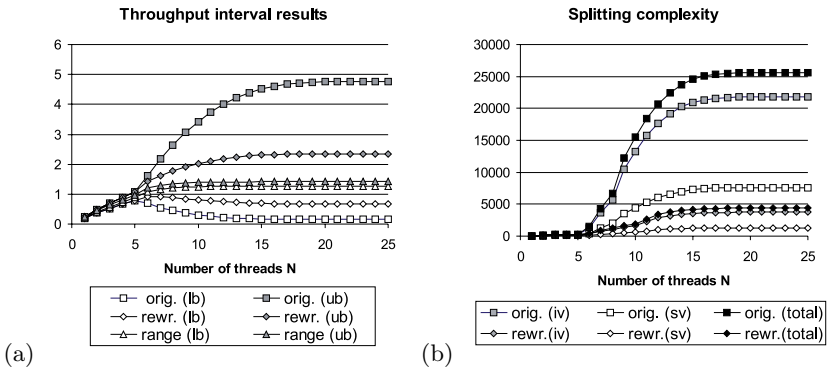 Throughput interval results
6
5
4
3
2
1
0
0 5 10 15 20 25
Number of threads N
orig. (lb) orig. (ub)
rewr. (lb) rewr. (ub)
range (lb) range (ub)
(a)
Splitting complexity
30000
25000
20000
15000
10000
5000
0
0 5 10 15 20 25
Number of threads N
orig. (iv) orig. (sv) orig. (total)
rewr.(iv) rewr.(sv) rewr.(total)
(b)